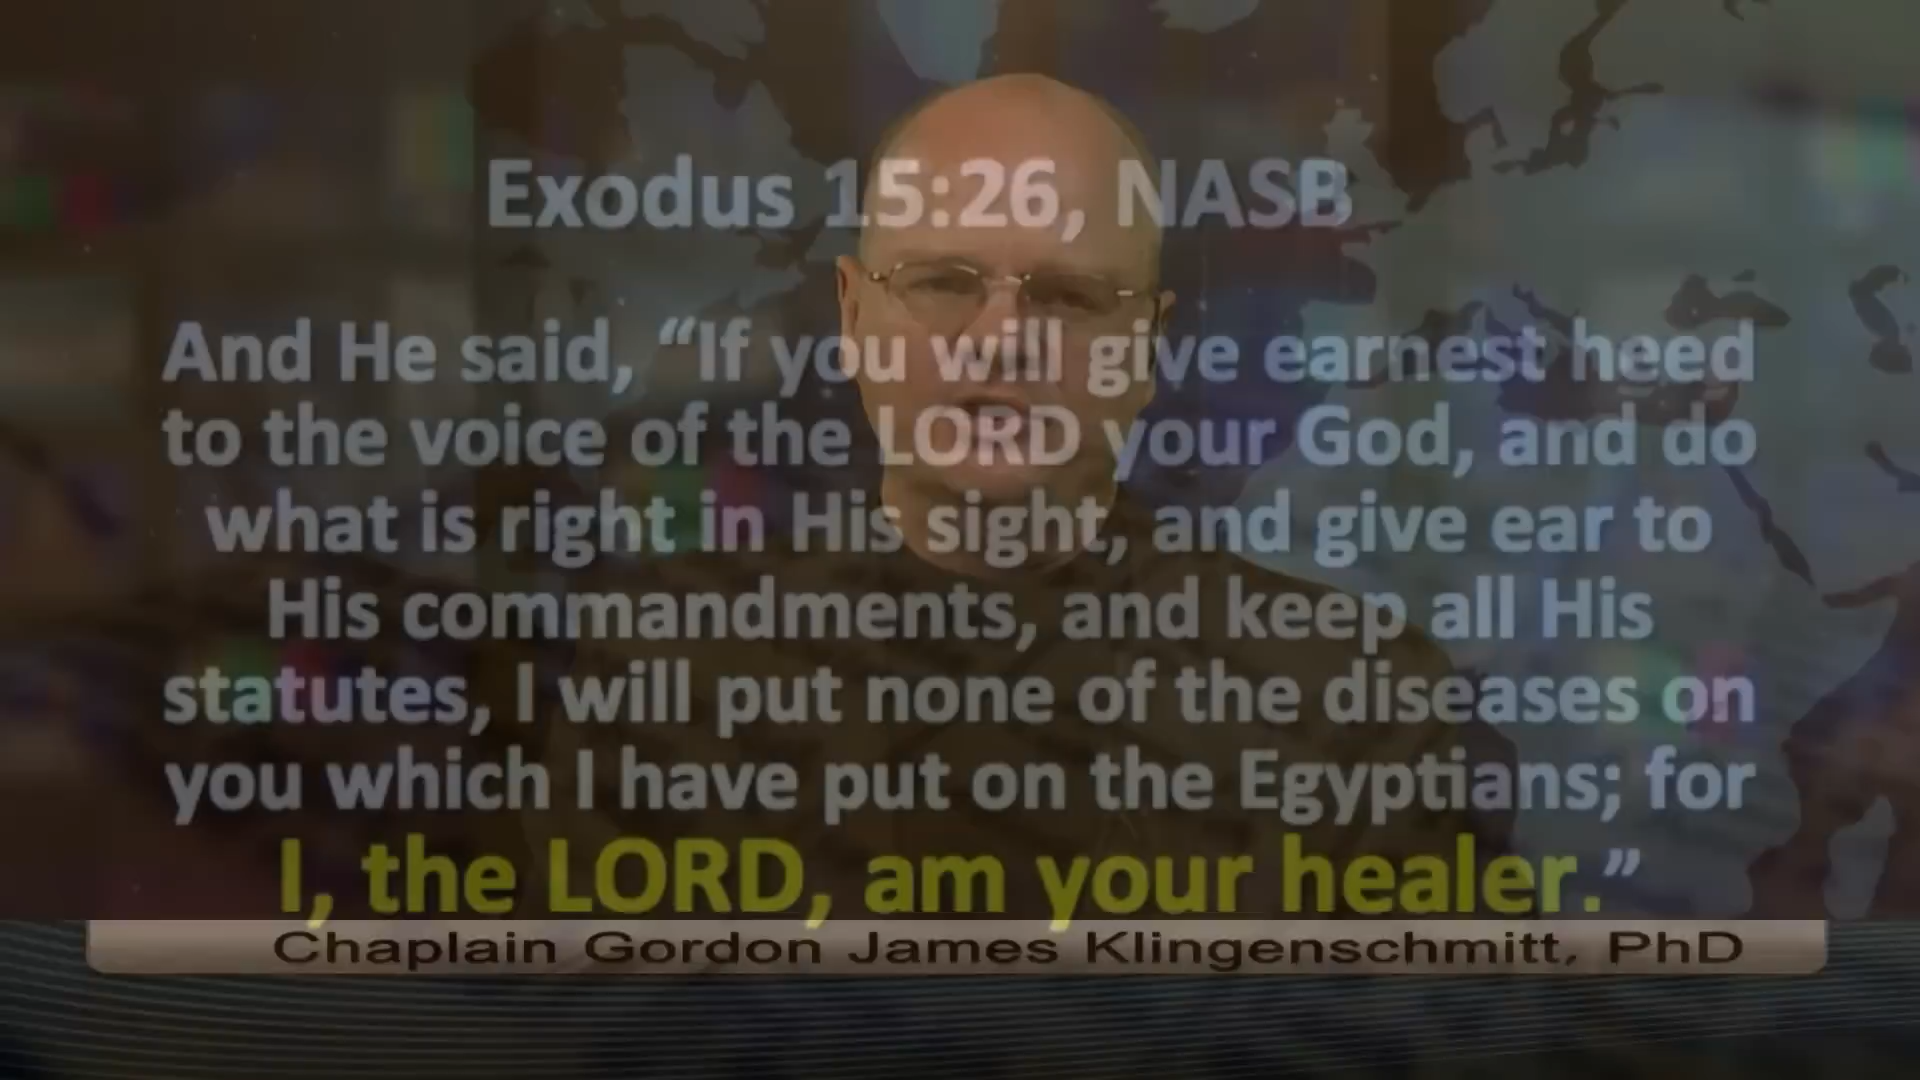 Exodus 15:26, NASB
And He said, “If you will give earnest heed
to the voice of the LORD your God, and do
what is right in His sight, and give ear to
His commandments, and keep all His
statutes, I will put none of the diseases on
you which I have put on the Egyptians; for
I, the LORD, am your healer.”
Chaplain Gordon James Klingenschmitt, PhD